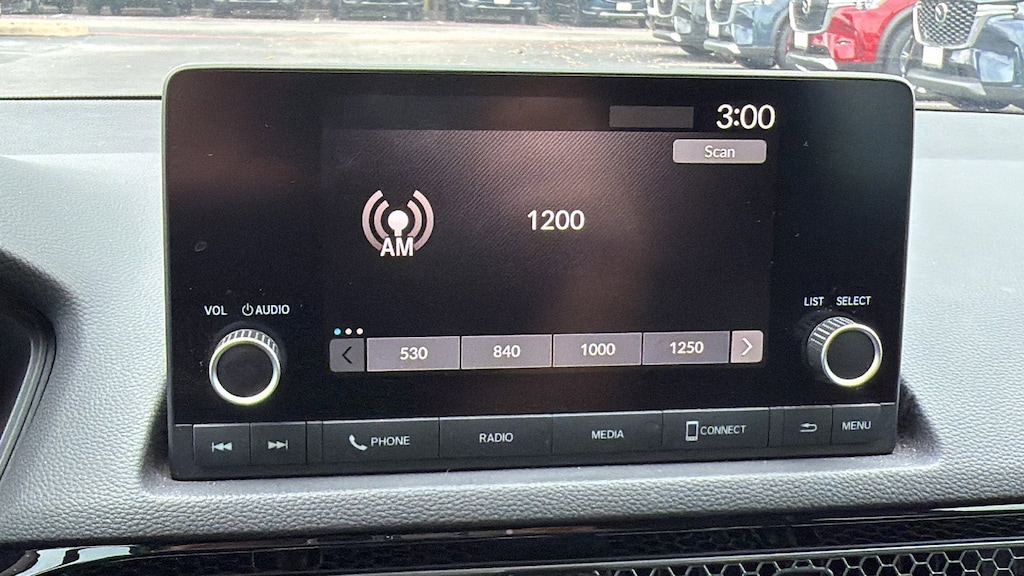 3:00
Scan
1200
AM
VOL AUDIO
LIST SELECT
530 840 1000 1250
PHONE RADIO MEDIA CONNECT MENU